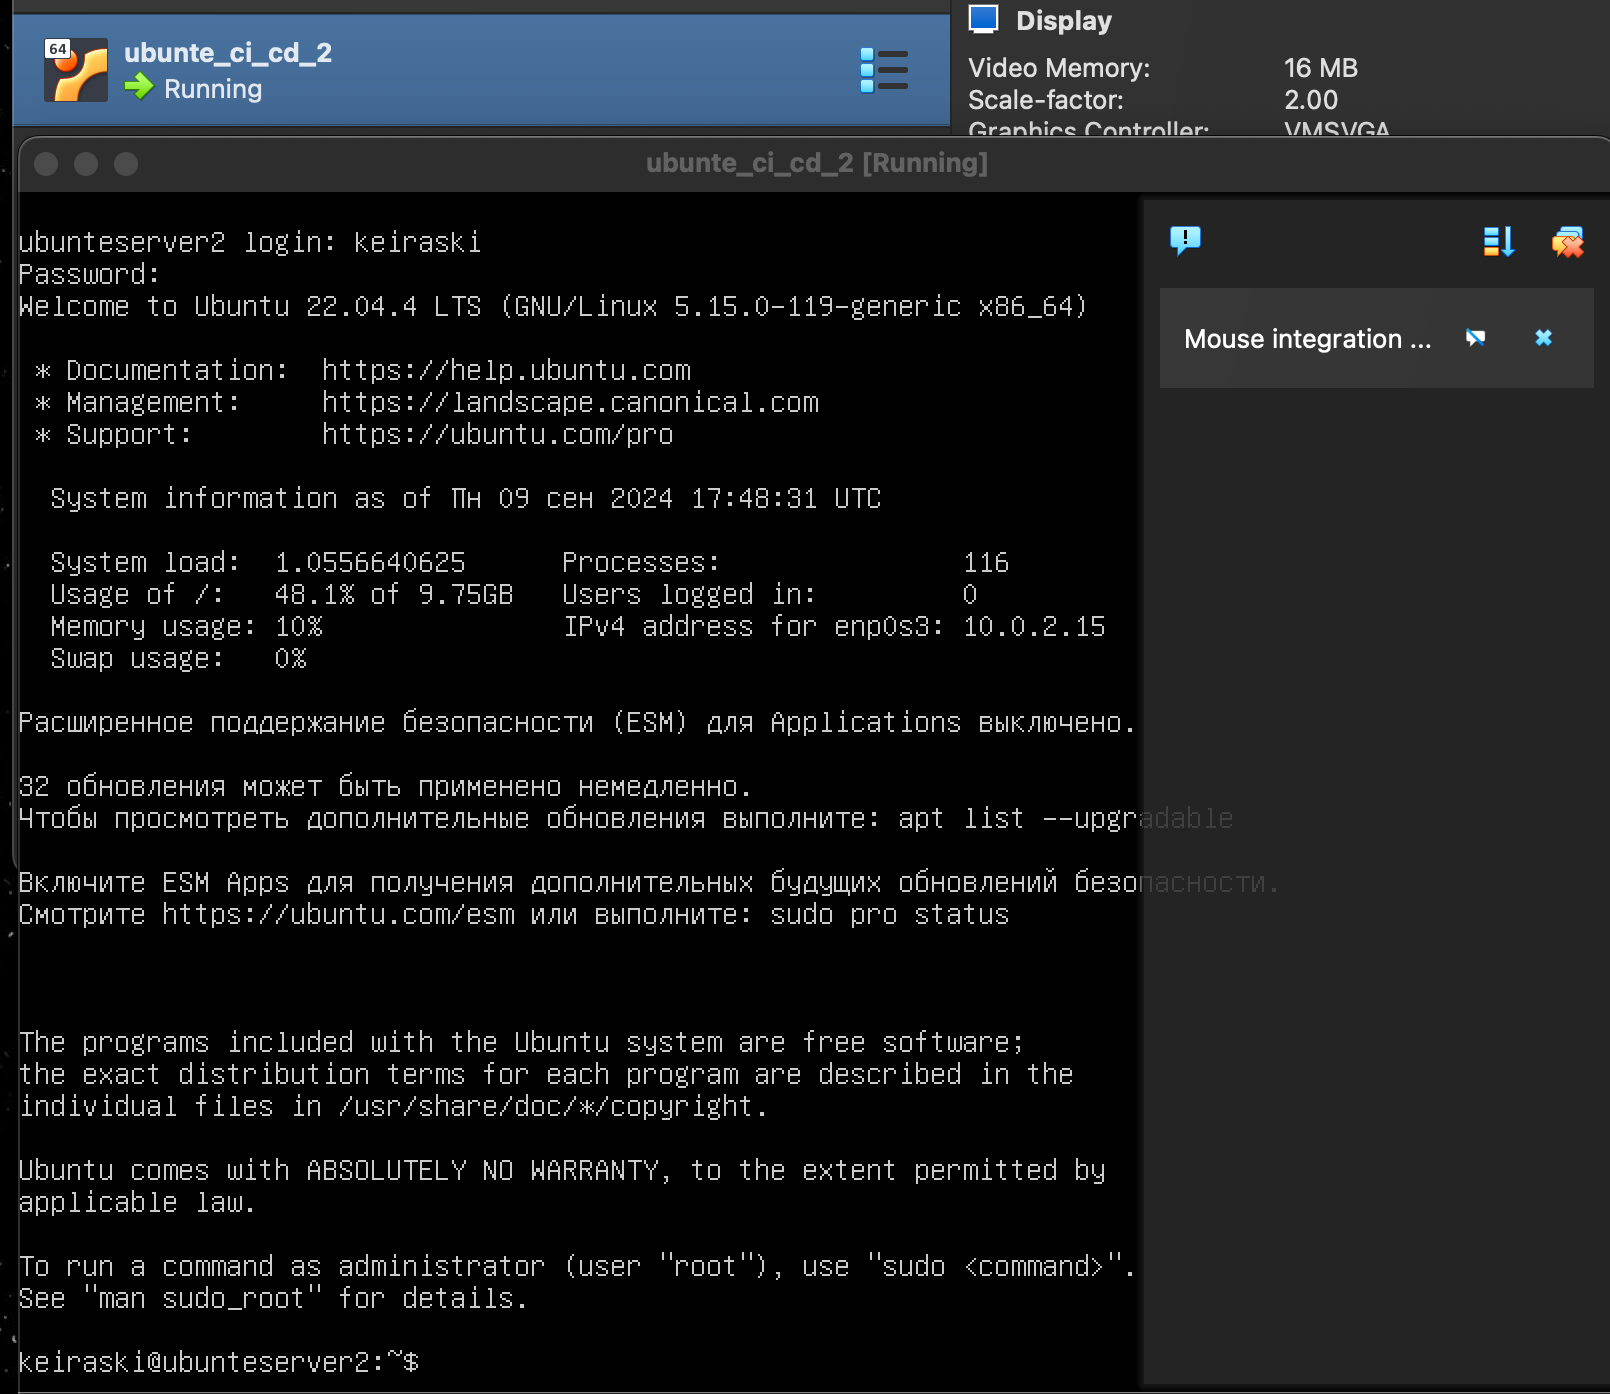 64
ubunte_ci_cd_2
Running
Display
Video Memory: 16 MB
Scale-factor: 2.00
Graphics Controller: VMSVGA
ubunte_ci_cd_2 [Running]
ubunteserver2 login: keiraski
Password:
Welcome to Ubuntu 22.04.4 LTS (GNU/Linux 5.15.0-119-generic x86_64)
* Documentation: https://help.ubuntu.com
* Management: https://landscape.canonical.com
* Support: https://ubuntu.com/pro
System information as of Пн 09 сен 2024 17:48:31 UTC
System load: 1.0556640625 Processes: 116
Usage of /: 48.1% of 9.75GB Users logged in: 0
Memory usage: 10% IPv4 address for enp0s3: 10.0.2.15
Swap usage: 0%
Расширенное поддержание безопасности (ESM) для Applications выключено.
32 обновления может быть применено немедленно.
Чтобы просмотреть дополнительные обновления выполните: apt list --upgradable
Включите ESM Apps для получения дополнительных будущих обновлений безопасности.
Смотрите https://ubuntu.com/esm или выполните: sudo pro status
The programs included with the Ubuntu system are free software;
the exact distribution terms for each program are described in the
individual files in /usr/share/doc/*/copyright.
Ubuntu comes with ABSOLUTELY NO WARRANTY, to the extent permitted by
applicable law.
To run a command as administrator (user "root"), use "sudo <command>".
See "man sudo_root" for details.
keiraski@ubunteserver2:~$
Mouse integration ...